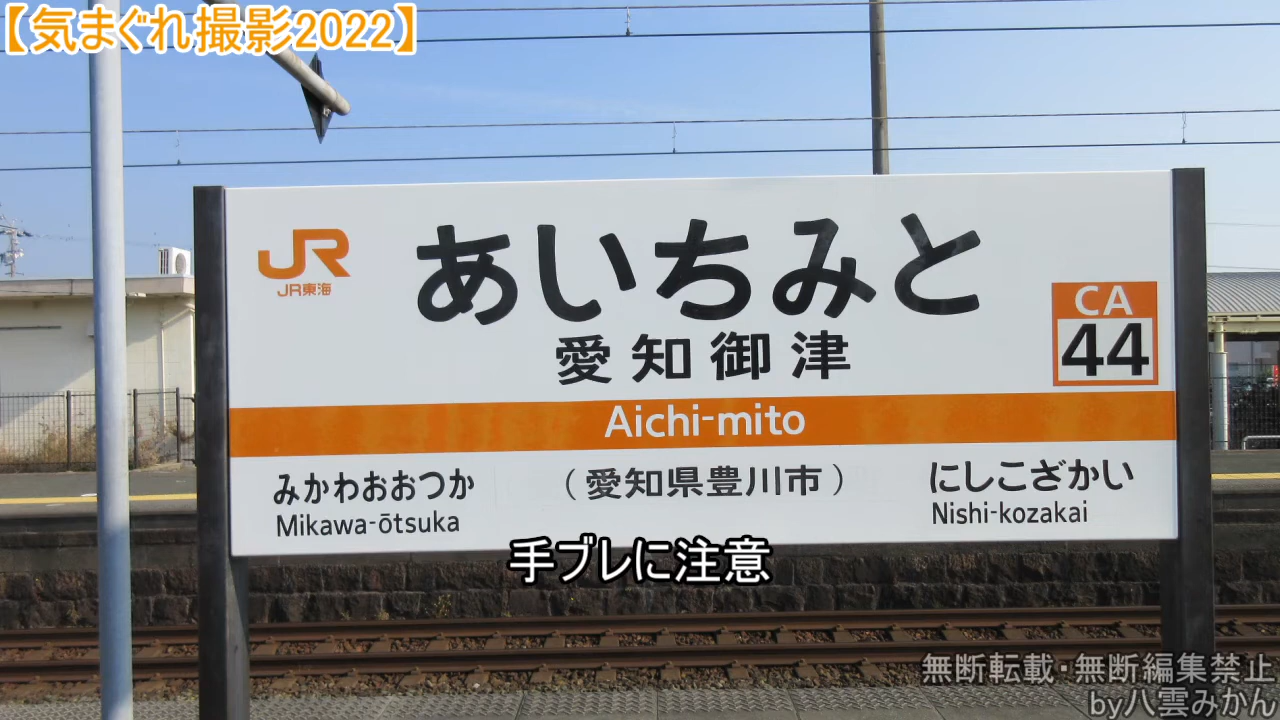 【気まぐれ撮影2022】
JR
JR東海
あいちみと
愛知御津
CA
44
Aichi-mito
みかわおおつか
Mikawa-ōtsuka
(愛知県豊川市)
にしこざかい
Nishi-kozakai
手ブレに注意
無断転載・無断編集禁止
by八雲みかん